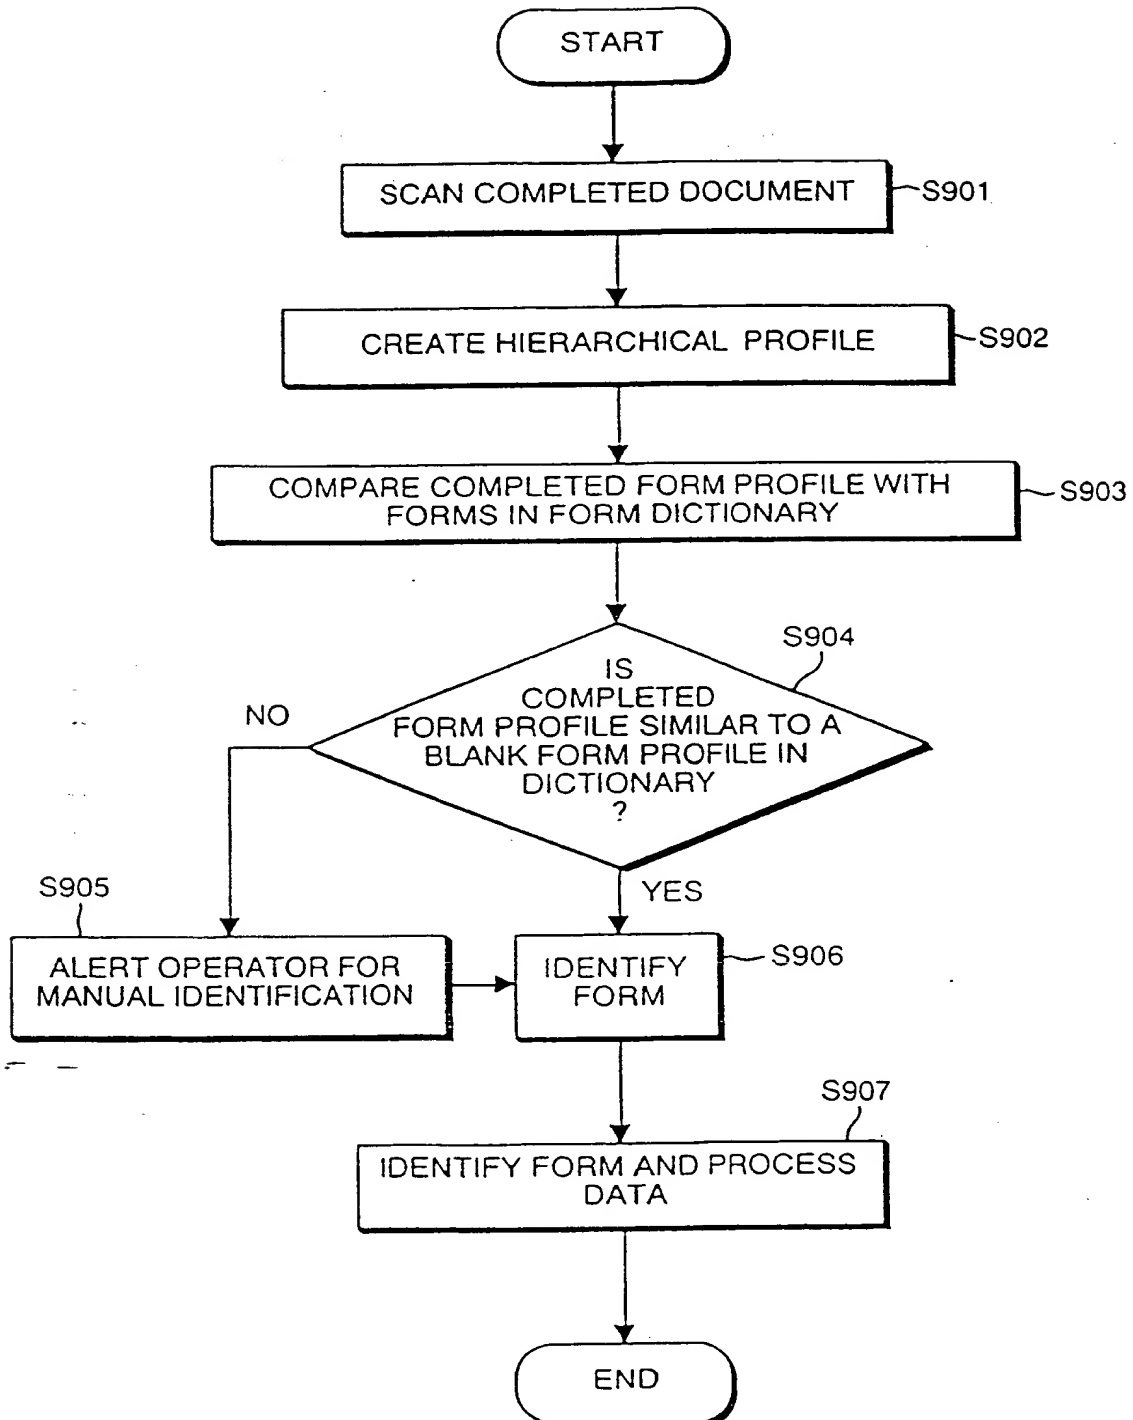 START
SCAN COMPLETED DOCUMENT
S901
CREATE HIERARCHICAL PROFILE
S902
COMPARE COMPLETED FORM PROFILE WITH
FORMS IN FORM DICTIONARY
S903
S904
IS
COMPLETED
FORM PROFILE SIMILAR TO A
BLANK FORM PROFILE IN
DICTIONARY
?
NO
YES
S905
ALERT OPERATOR FOR
MANUAL IDENTIFICATION
IDENTIFY
FORM
S906
S907
IDENTIFY FORM AND PROCESS
DATA
END